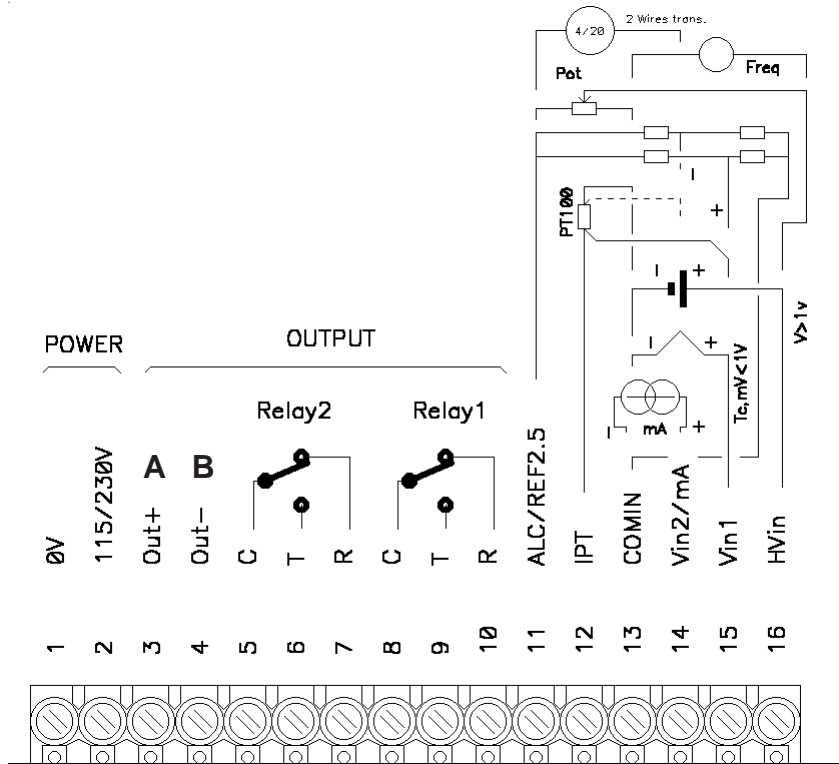 4/20
2 Wires trans.
Pot
Freq
PT100
-
+
- +
V>1v
- +
Tc,mV<1V
- mA +
POWER
OUTPUT
Relay2
Relay1
A
B
0V
115/230V
Out+
Out-
C
T
R
C
T
R
ALC/REF2.5
IPT
COMIN
Vin2/mA
Vin1
HVin
1
2
3
4
5
6
7
8
9
10
11
12
13
14
15
16